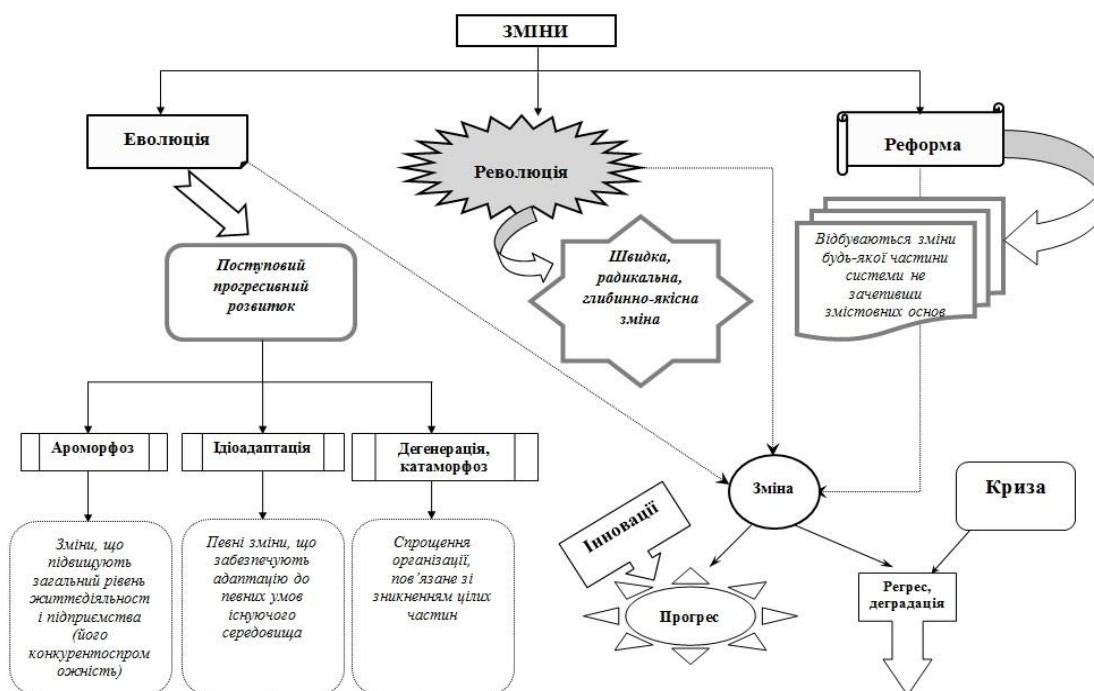 ЗМІНИ
Еволюція
Революція
Реформа
Поступовий
прогресивний
розвиток
Швидка,
радикальна,
глибинно-якісна
зміна
Відбуваються зміни
будь-якої частини
системи не
зачепивши
змістовних основ
Ароморфоз
Ідіоадаптація
Дегенерація,
катаморфоз
Зміни, що
підвищують
загальний рівень
життєдіяльност
і підприємства
(його
конкурентоспром
ожність)
Певні зміни, що
забезпечують
адаптацію до
певних умов
існуючого
середовища
Спрощення
організації,
пов’язане зі
зникненням цілих
частин
Зміна
Криза
Інновації
Прогрес
Регрес,
деградація